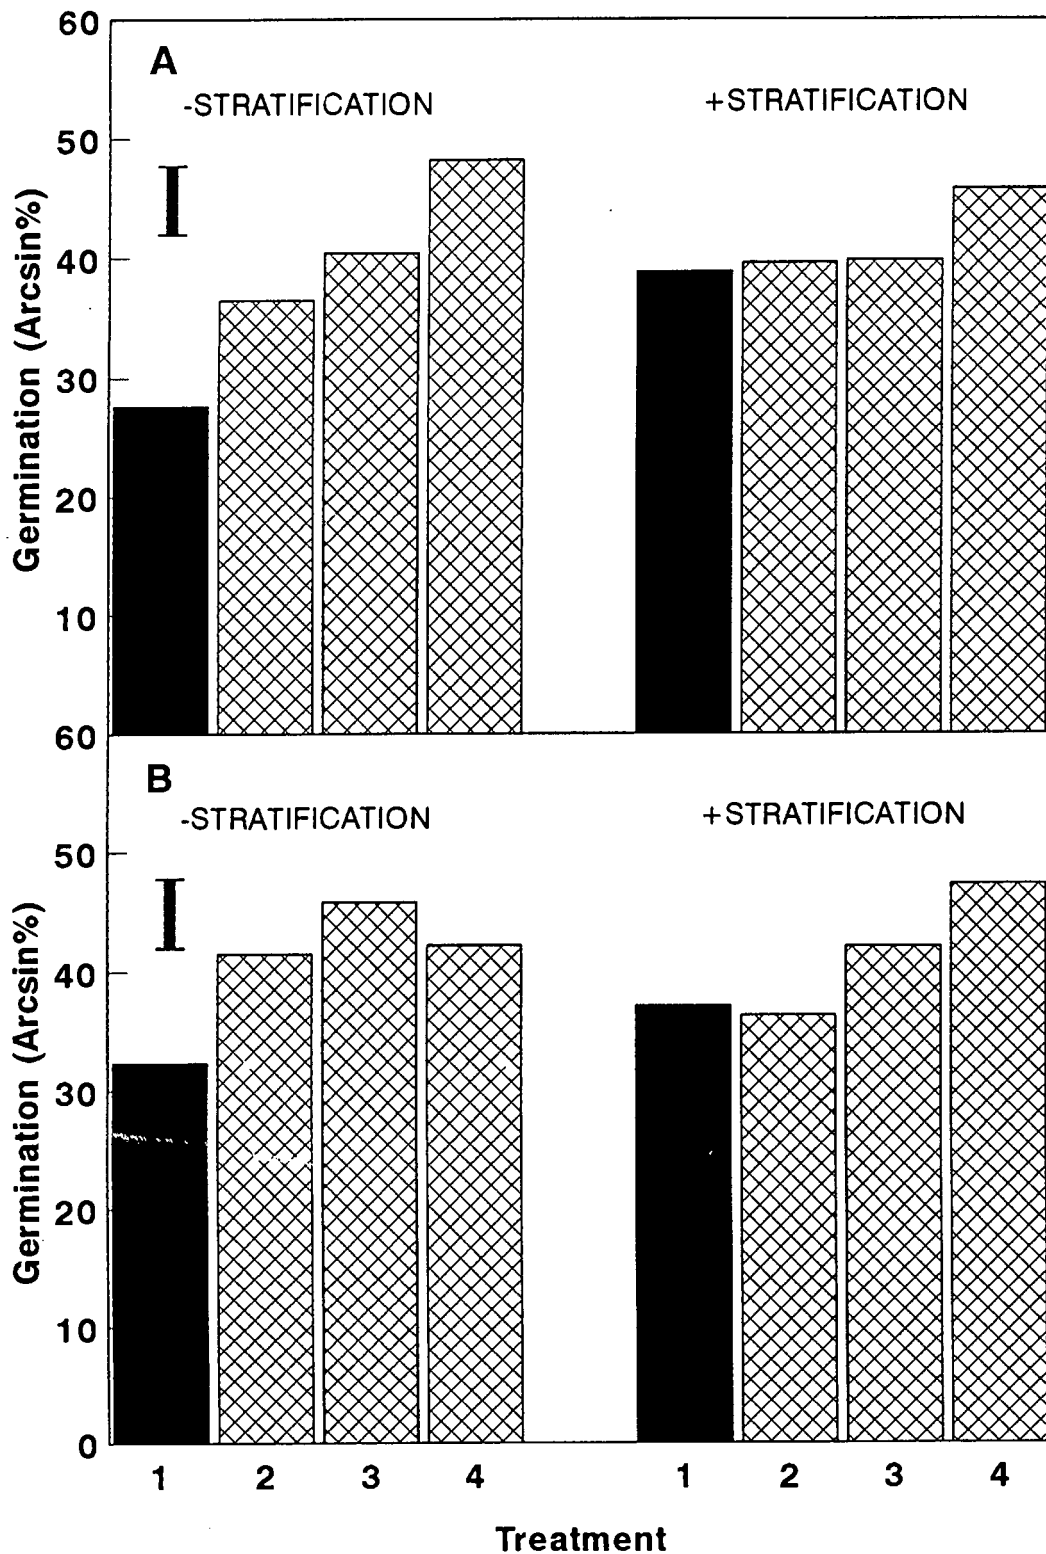 60
A
-STRATIFICATION
+STRATIFICATION
50
40
30
20
10
Germination (Arcsin%)
60
B
-STRATIFICATION
+STRATIFICATION
50
40
30
20
10
0
Germination (Arcsin%)
1 2 3 4 1 2 3 4
Treatment